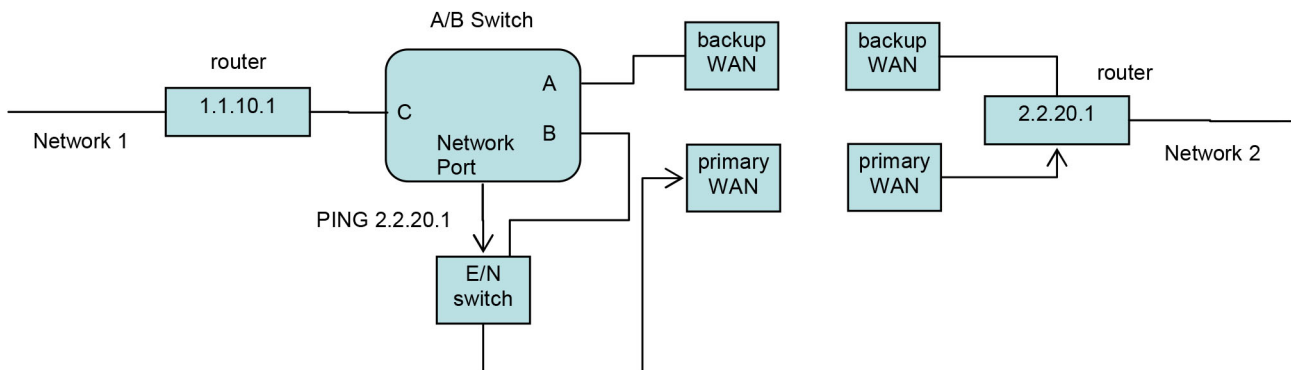 A/B Switch
router
1.1.10.1
Network 1
C
A
B
Network
Port
PING 2.2.20.1
E/N
switch
backup
WAN
primary
WAN
backup
WAN
primary
WAN
router
2.2.20.1
Network 2